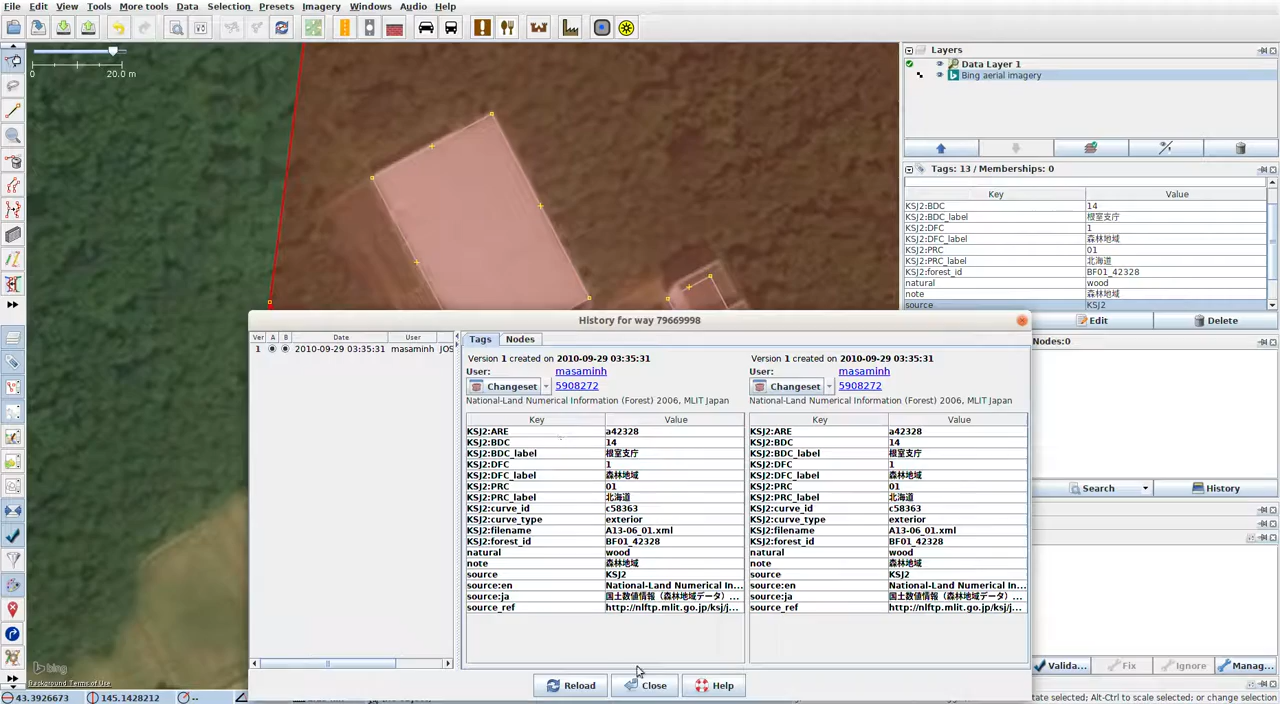 File Edit View Tools More tools Data Selection Presets Imagery Windows Audio Help
0 20.0 m
Layers
Data Layer 1
Bing aerial imagery
Tags: 13 / Memberships: 0
Key Value
KSJ2:BDC 14
KSJ2:BDC_label 根室支庁
KSJ2:DFC 1
KSJ2:DFC_label 森林地域
KSJ2:PRC 01
KSJ2:PRC_label 北海道
KSJ2:forest_id BF01_42328
natural wood
note 森林地域
source KSJ2
Edit Delete
Nodes:0
Search History
History for way 79669998
Ver A B Date User
1 2010-09-29 03:35:31 masaminh JOS
Tags Nodes
Version 1 created on 2010-09-29 03:35:31
User: masaminh
Changeset 5908272
National-Land Numerical Information (Forest) 2006, MLIT Japan
Key Value
KSJ2:ARE a42328
KSJ2:BDC 14
KSJ2:BDC_label 根室支庁
KSJ2:DFC 1
KSJ2:DFC_label 森林地域
KSJ2:PRC 01
KSJ2:PRC_label 北海道
KSJ2:curve_id c58363
KSJ2:curve_type exterior
KSJ2:filename A13-06_01.xml
KSJ2:forest_id BF01_42328
natural wood
note 森林地域
source KSJ2
source:en National-Land Numerical In...
source:ja 国土数値情報（森林地域データ）...
source_ref http://nlftp.mlit.go.jp/ksj/j...
Version 1 created on 2010-09-29 03:35:31
User: masaminh
Changeset 5908272
National-Land Numerical Information (Forest) 2006, MLIT Japan
Key Value
KSJ2:ARE a42328
KSJ2:BDC 14
KSJ2:BDC_label 根室支庁
KSJ2:DFC 1
KSJ2:DFC_label 森林地域
KSJ2:PRC 01
KSJ2:PRC_label 北海道
KSJ2:curve_id c58363
KSJ2:curve_type exterior
KSJ2:filename A13-06_01.xml
KSJ2:forest_id BF01_42328
natural wood
note 森林地域
source KSJ2
source:en National-Land Numerical In...
source:ja 国土数値情報（森林地域データ）...
source_ref http://nlftp.mlit.go.jp/ksj/j...
Reload Close Help
Valida... Fix Ignore Manag...
bing
Background Terms of Use
43.3926673 145.1428212 --
tate selected; Alt-Ctrl to scale selected; or change selection